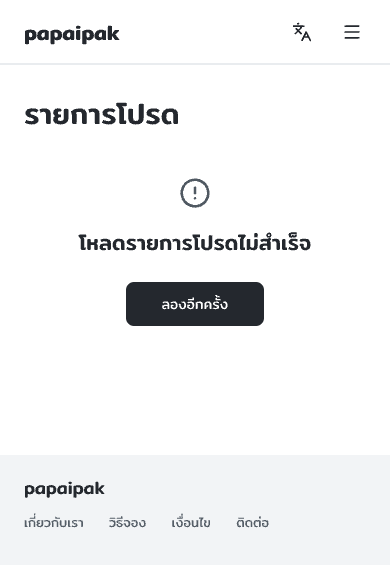 papaipak
รายการโปรด
โหลดรายการโปรดไม่สำเร็จ
ลองอีกครั้ง
papaipak
เกี่ยวกับเรา วิธีจอง เงื่อนไข ติดต่อ